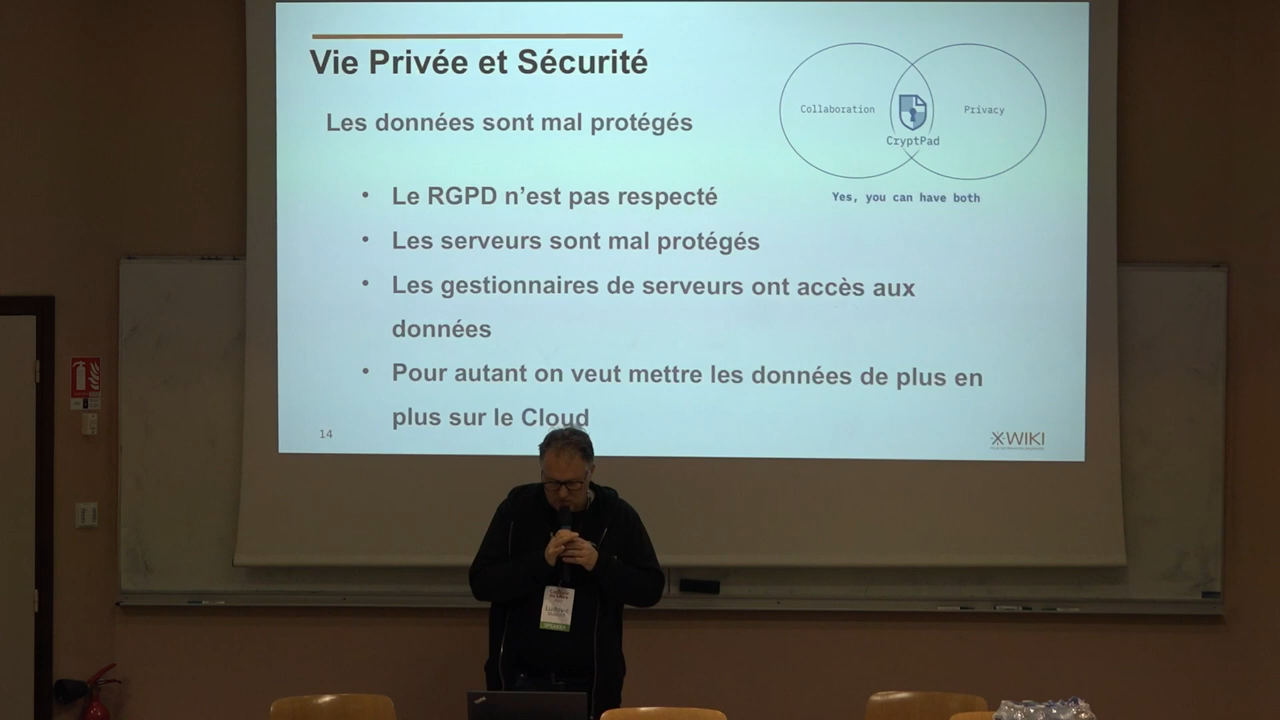 Vie Privée et Sécurité
Les données sont mal protégés
• Le RGPD n'est pas respecté
• Les serveurs sont mal protégés
• Les gestionnaires de serveurs ont accès aux
données
• Pour autant on veut mettre les données de plus en
plus sur le Cloud
14
Collaboration
Privacy
CryptPad
Yes, you can have both
XWIKI